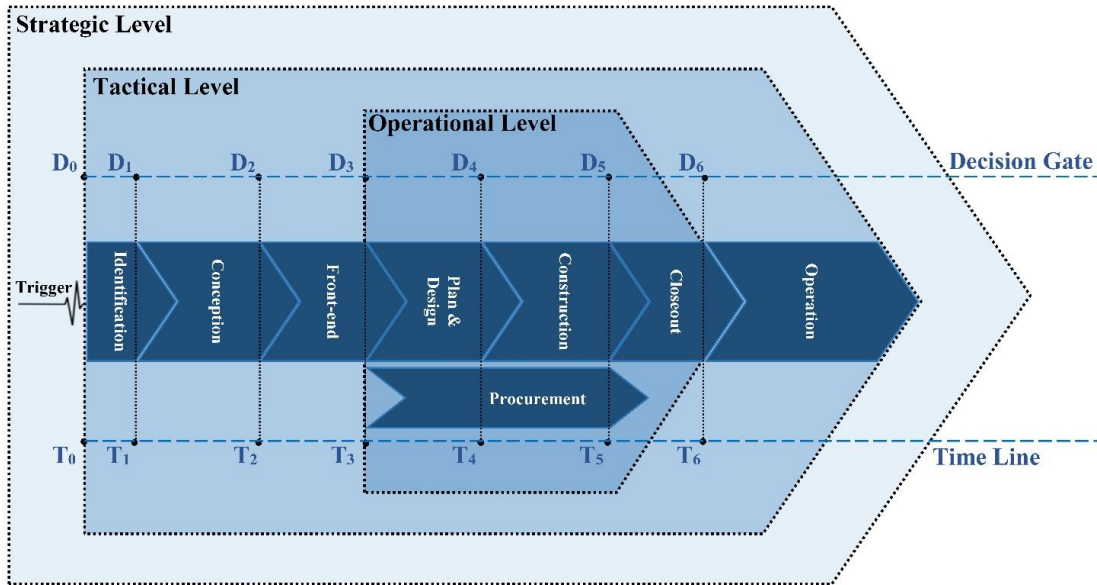 Strategic Level
Tactical Level
Operational Level
D₀ D₁ D₂ D₃ D₄ D₅ D₆
Decision Gate
Trigger
Identification
Conception
Front-end
Plan &
Design
Construction
Closeout
Operation
Procurement
T₀ T₁ T₂ T₃ T₄ T₅ T₆
Time Line